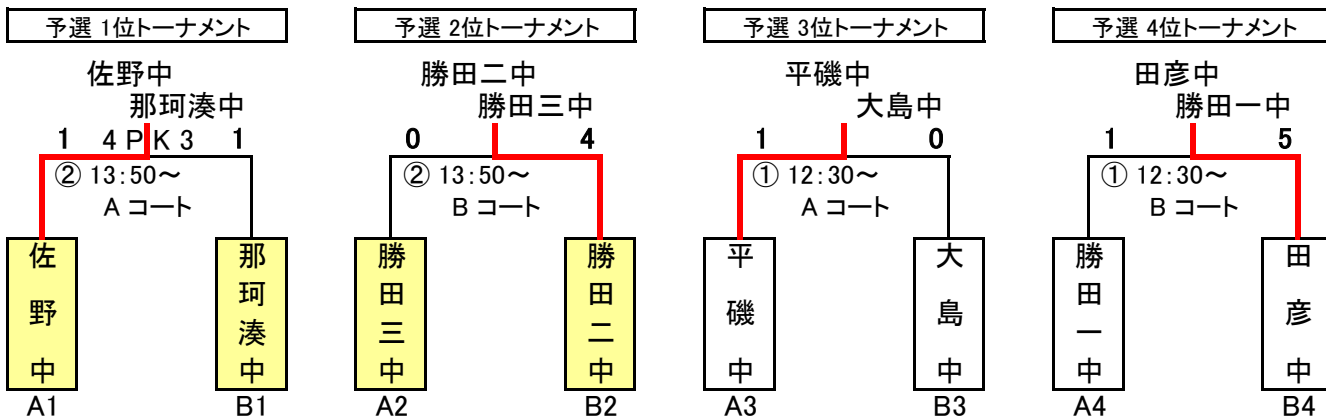 予選 1位トーナメント
佐野中
那珂湊中
1 4 P K 3 1
② 13:50～
A コート
佐野中
那珂湊中
A1 B1
予選 2位トーナメント
勝田二中
勝田三中
0 4
② 13:50～
B コート
勝田三中
勝田二中
A2 B2
予選 3位トーナメント
平磯中
大島中
1 0
① 12:30～
A コート
平磯中
大島中
A3 B3
予選 4位トーナメント
田彦中
勝田一中
1 5
① 12:30～
B コート
勝田一中
田彦中
A4 B4